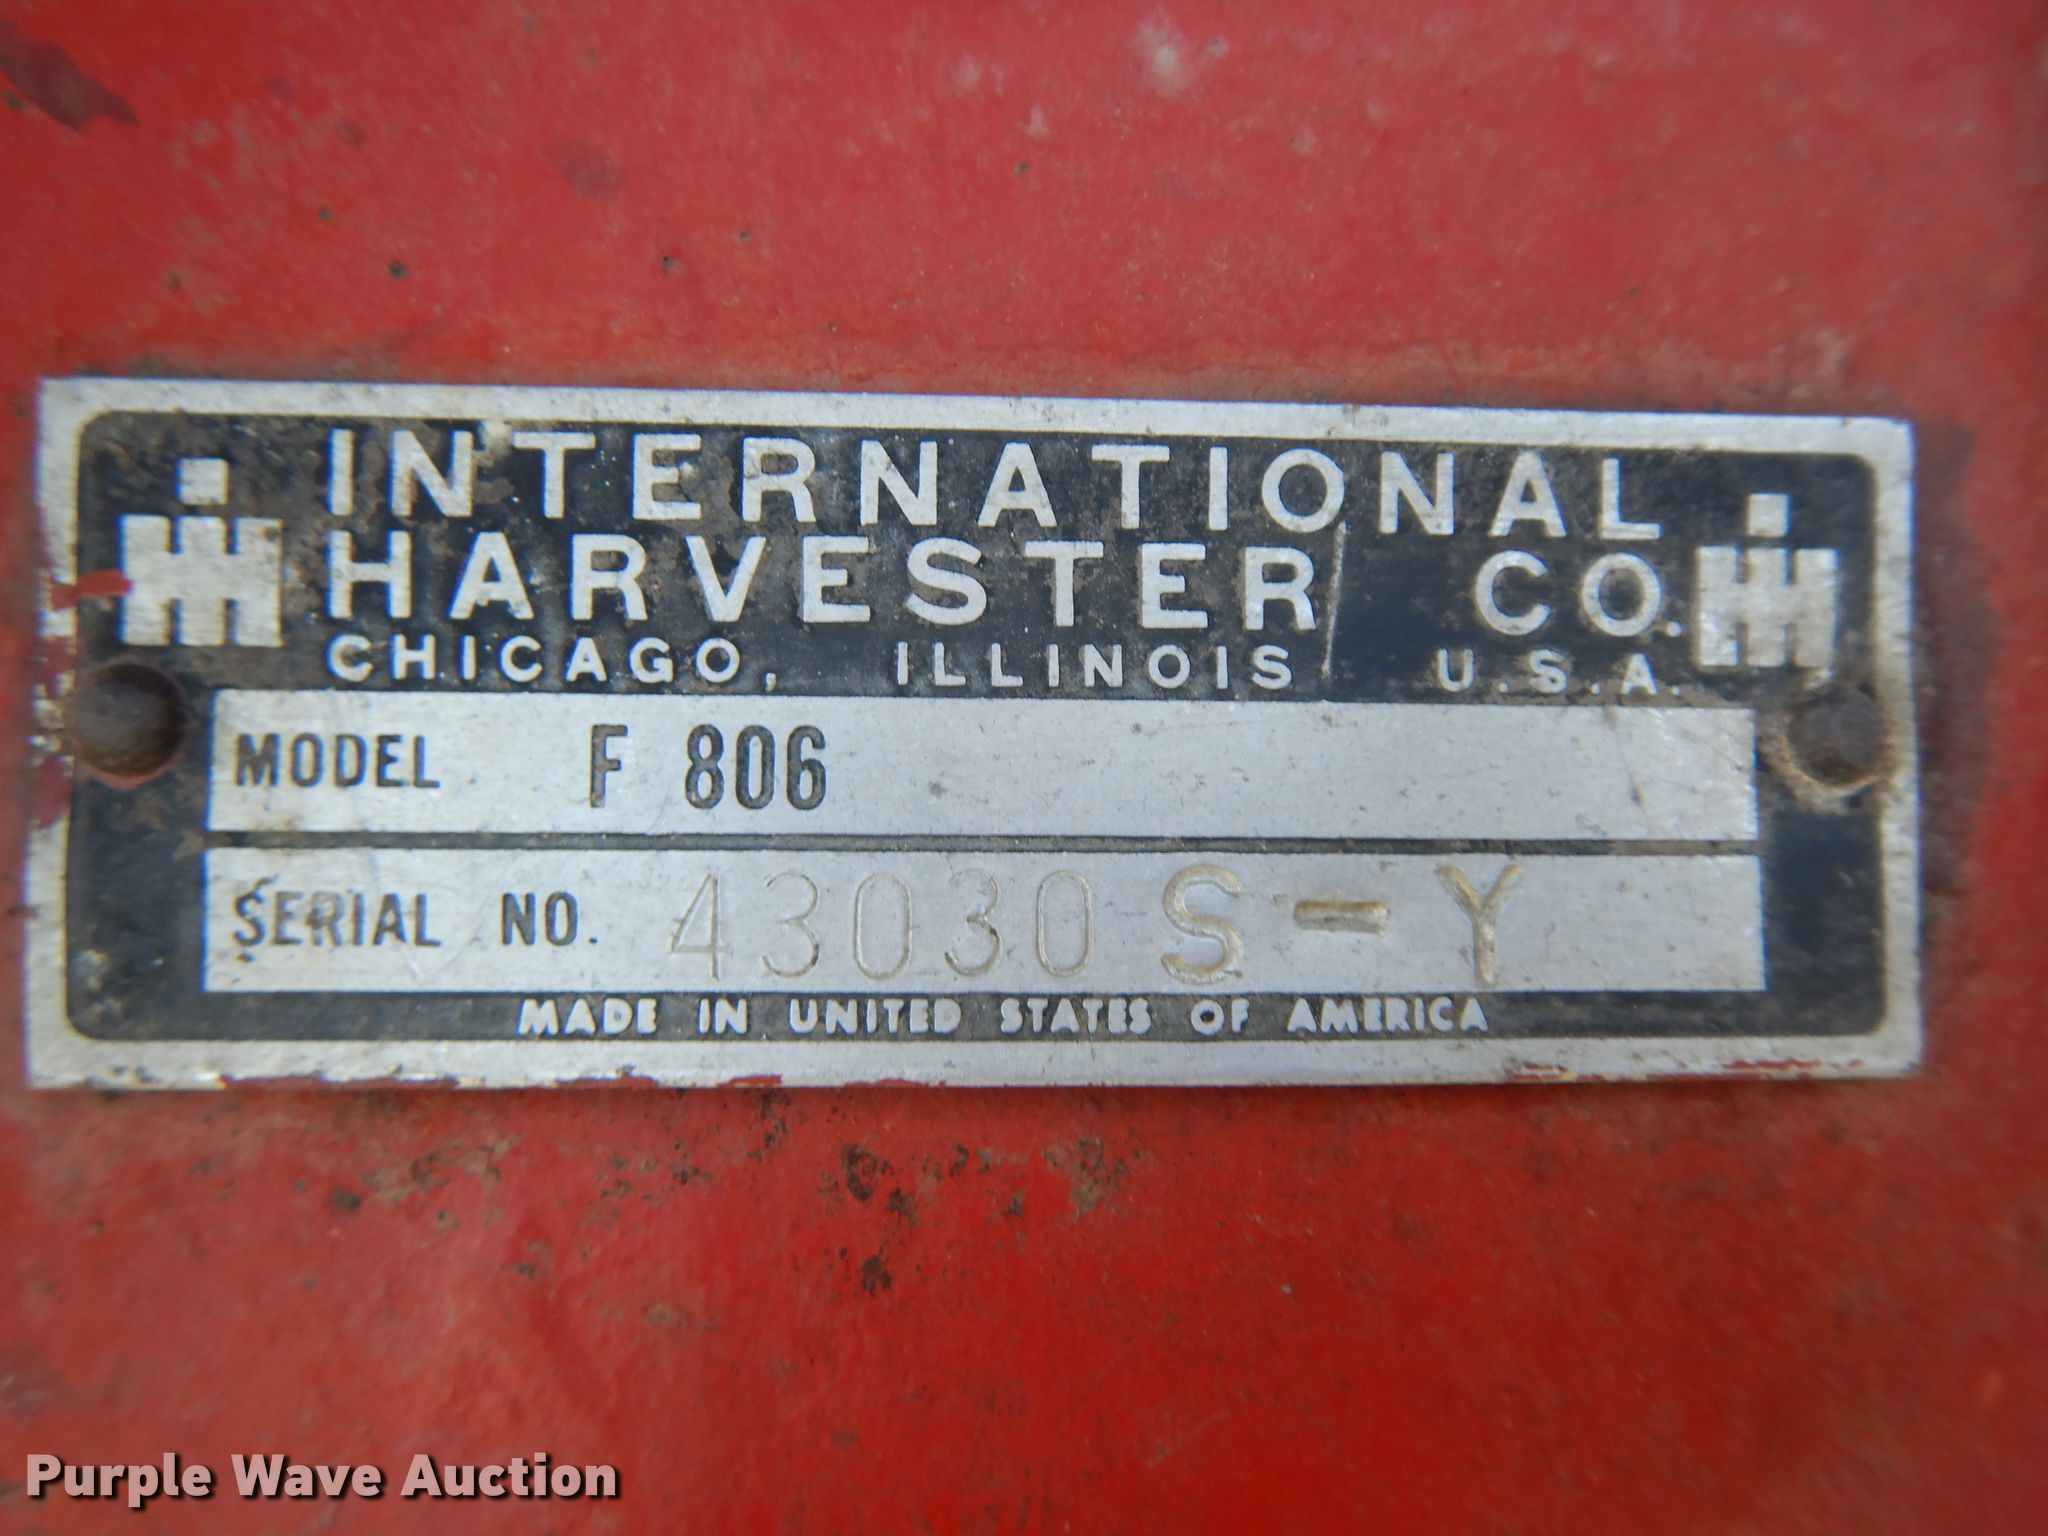 INTERNATIONAL
HARVESTER CO.
CHICAGO, ILLINOIS U.S.A.
MODEL F 806
SERIAL NO. 43030 S-Y
MADE IN UNITED STATES OF AMERICA
Purple Wave Auction